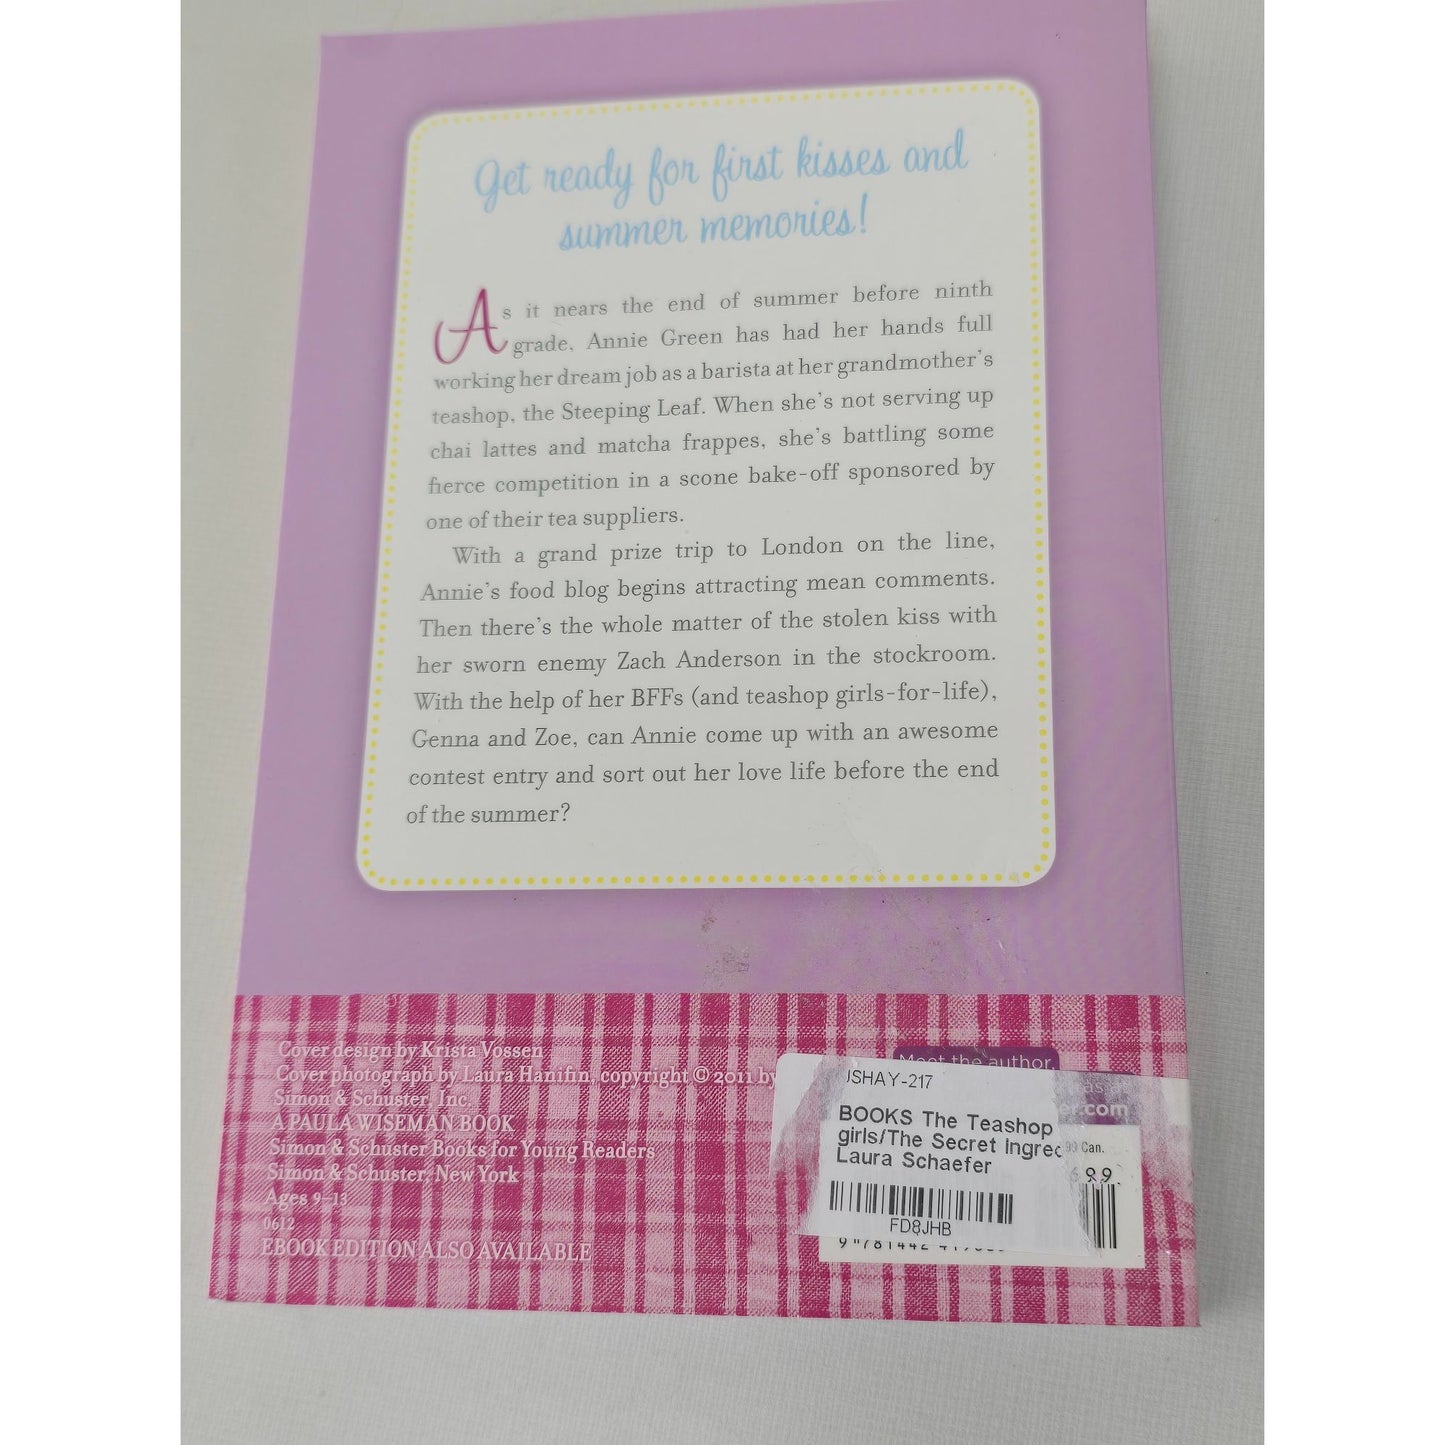 Get ready for first kisses and
summer memories!
As it nears the end of summer before ninth
grade, Annie Green has had her hands full
working her dream job as a barista at her grandmother's
teashop, the Steeping Leaf. When she's not serving up
chai lattes and matcha frappes, she's battling some
fierce competition in a scone bake-off sponsored by
one of their tea suppliers.
With a grand prize trip to London on the line,
Annie's food blog begins attracting mean comments.
Then there's the whole matter of the stolen kiss with
her sworn enemy Zach Anderson in the stockroom.
With the help of her BFFs (and teashop girls-for-life),
Genna and Zoe, can Annie come up with an awesome
contest entry and sort out her love life before the end
of the summer?
Cover design by Krista Vossen
Cover photograph by Laura Hanifin, copyright © 2011 by
Simon & Schuster, Inc.
A PAULA WISEMAN BOOK
Simon & Schuster Books for Young Readers
Simon & Schuster, New York
Ages 9–13
0612
EBOOK EDITION ALSO AVAILABLE
Meet the author,
.com
JSHAY-217
BOOKS The Teashop
girls/The Secret Ingrec
Laura Schaefer
FD8JHB
99 Can.
6.99
9 781442